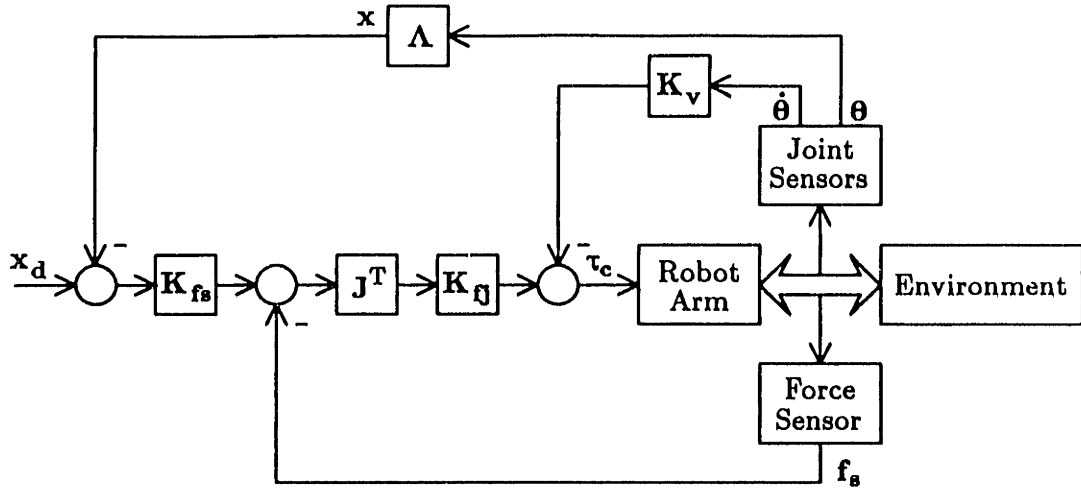 x Λ
K_v
θ̇ θ
Joint
Sensors
-
-
x_d
K_fs
J^T
K_fj
τ_c
Robot
Arm
Environment
-
Force
Sensor
f_s